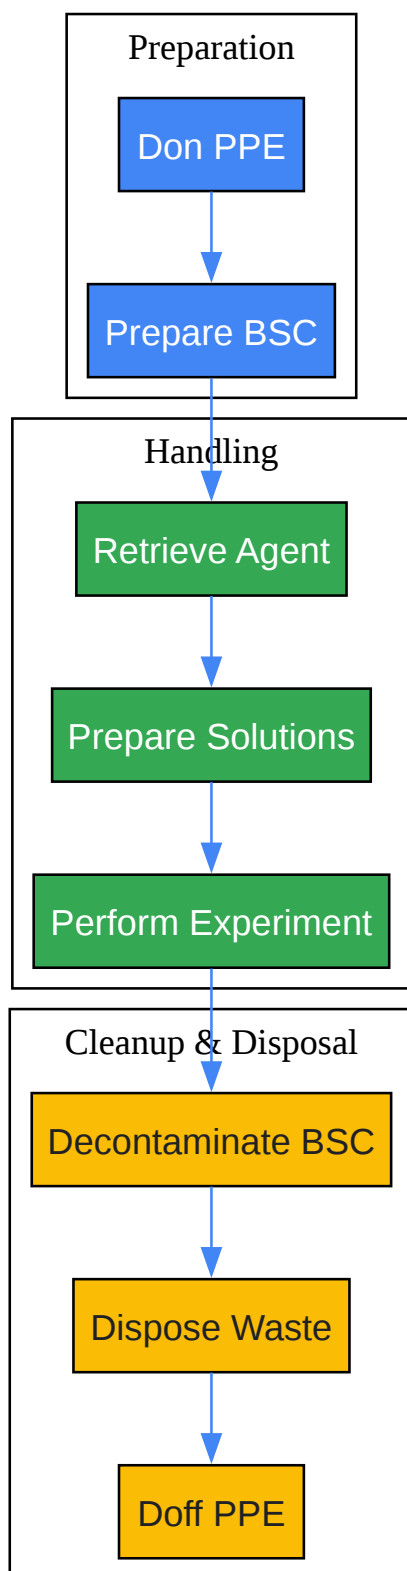 Preparation
Don PPE
Prepare BSC
Handling
Retrieve Agent
Prepare Solutions
Perform Experiment
Cleanup & Disposal
Decontaminate BSC
Dispose Waste
Doff PPE